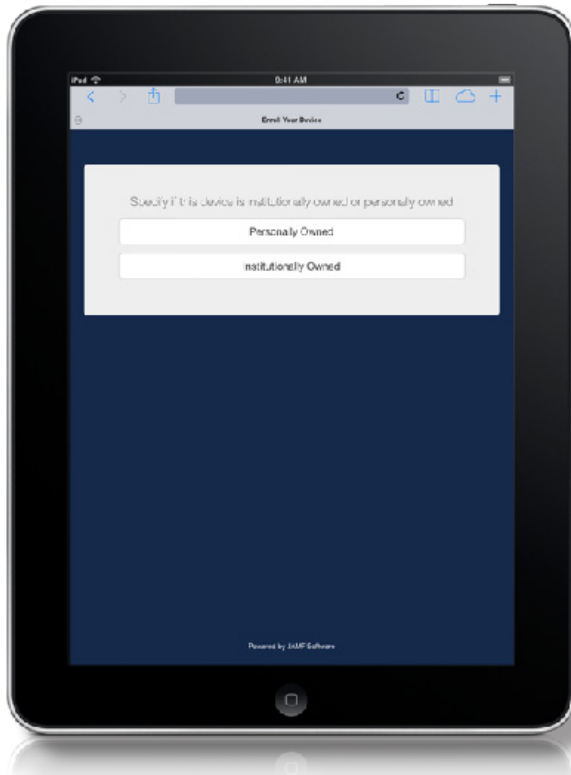 iPad
9:41 AM
Enroll Your Device
Specify if this device is institutionally owned or personally owned
Personally Owned
Institutionally Owned
Powered by JAMF Software